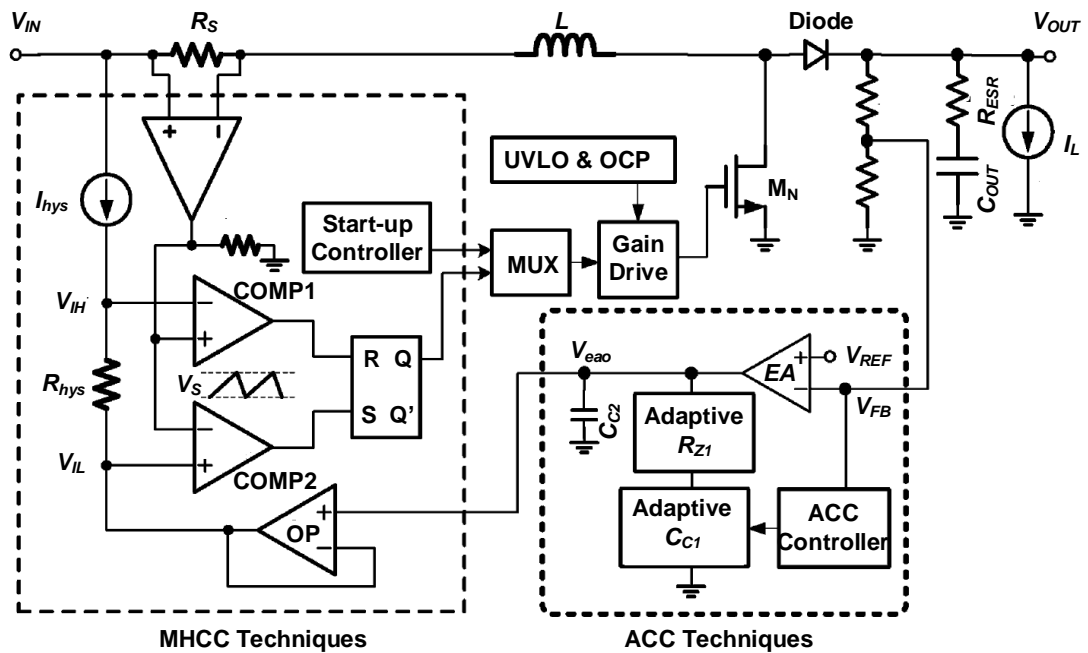 V_IN
R_S
L
Diode
V_OUT
+
−
R_ESR
I_L
C_OUT
UVLO & OCP
M_N
I_hys
Start-up
Controller
MUX
Gain
Drive
V_IH
COMP1
−
+
R_hys
V_S
R Q
S Q'
V_IL
−
+
COMP2
OP
+
−
V_eao
EA
+
−
V_REF
V_FB
C_C2
Adaptive
R_Z1
Adaptive
C_C1
ACC
Controller
MHCC Techniques
ACC Techniques